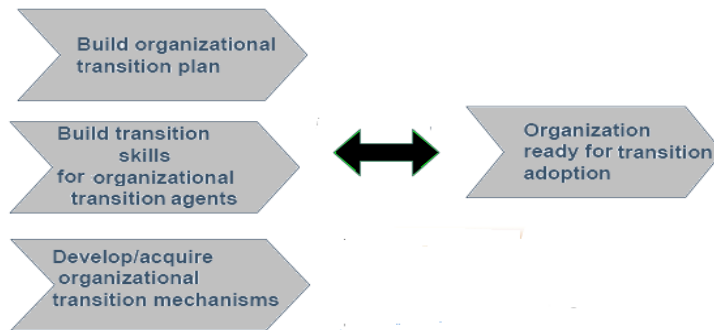 Build organizational
transition plan
Build transition
skills
for organizational
transition agents
Develop/acquire
organizational
transition mechanisms
Organization
ready for transition
adoption